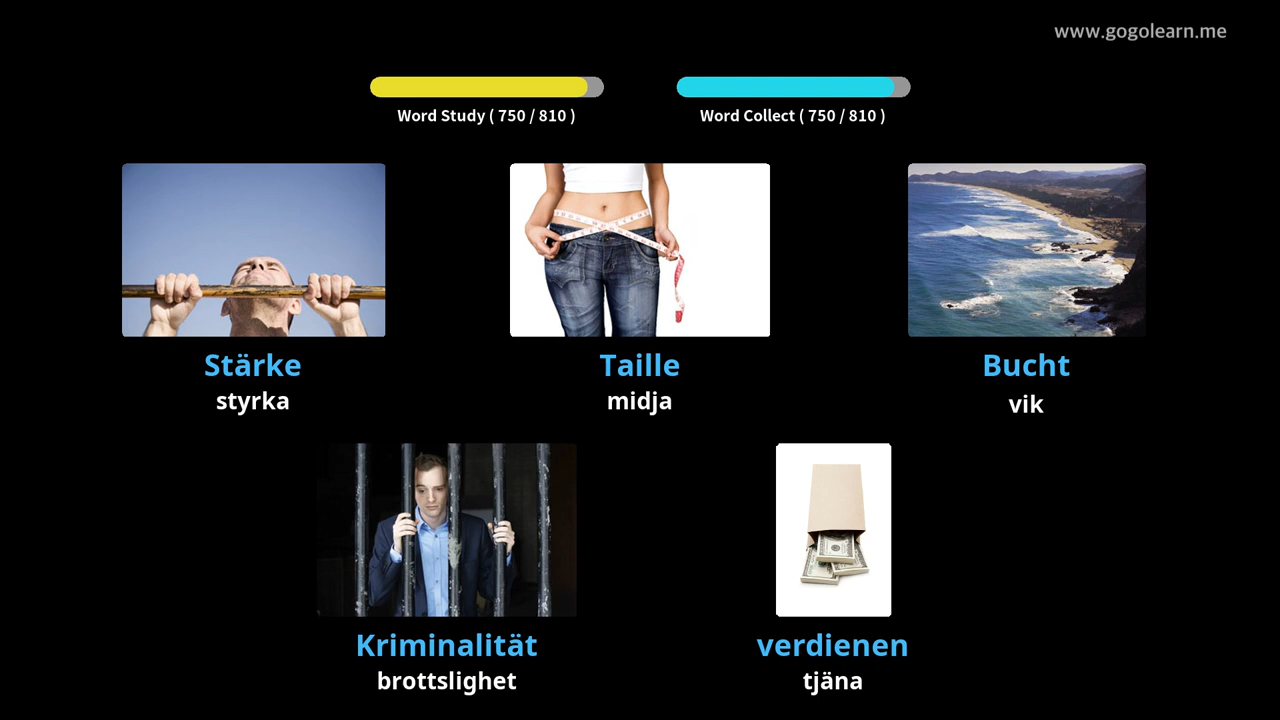 www.gogolearn.me
Word Study ( 750 / 810 )
Word Collect ( 750 / 810 )
Stärke
styrka
Taille
midja
Bucht
vik
Kriminalität
brottslighet
verdienen
tjäna